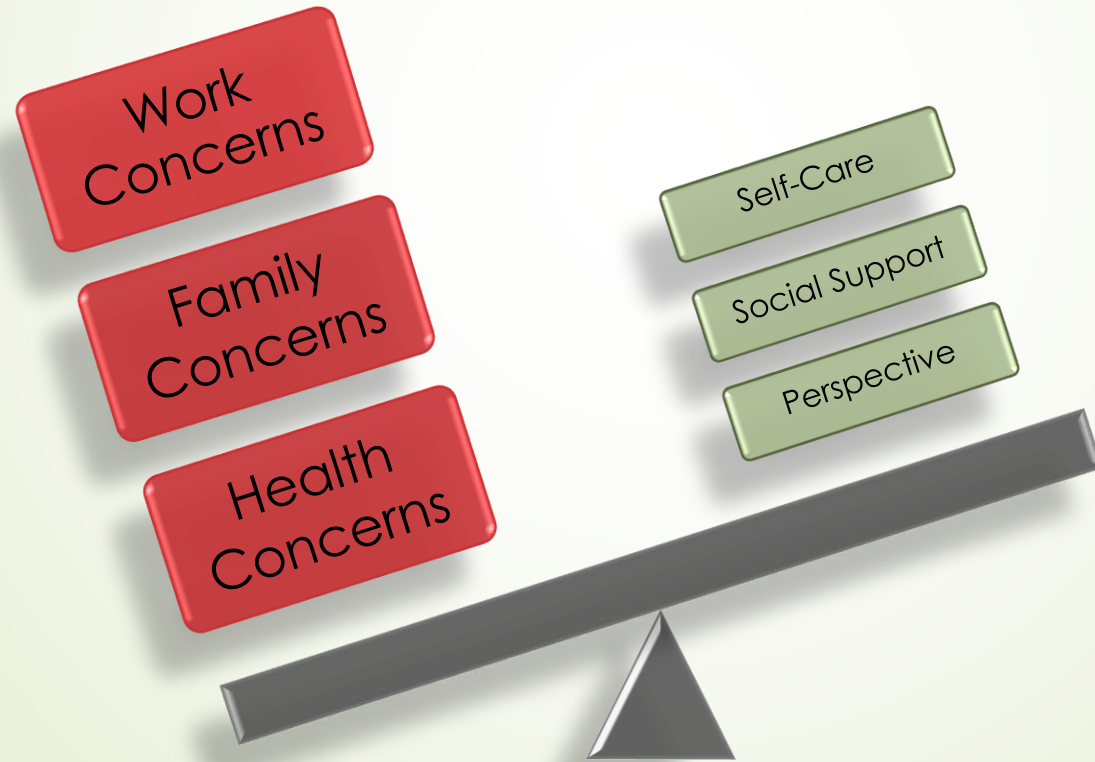 Work
Concerns
Family
Concerns
Health
Concerns
Self-Care
Social Support
Perspective